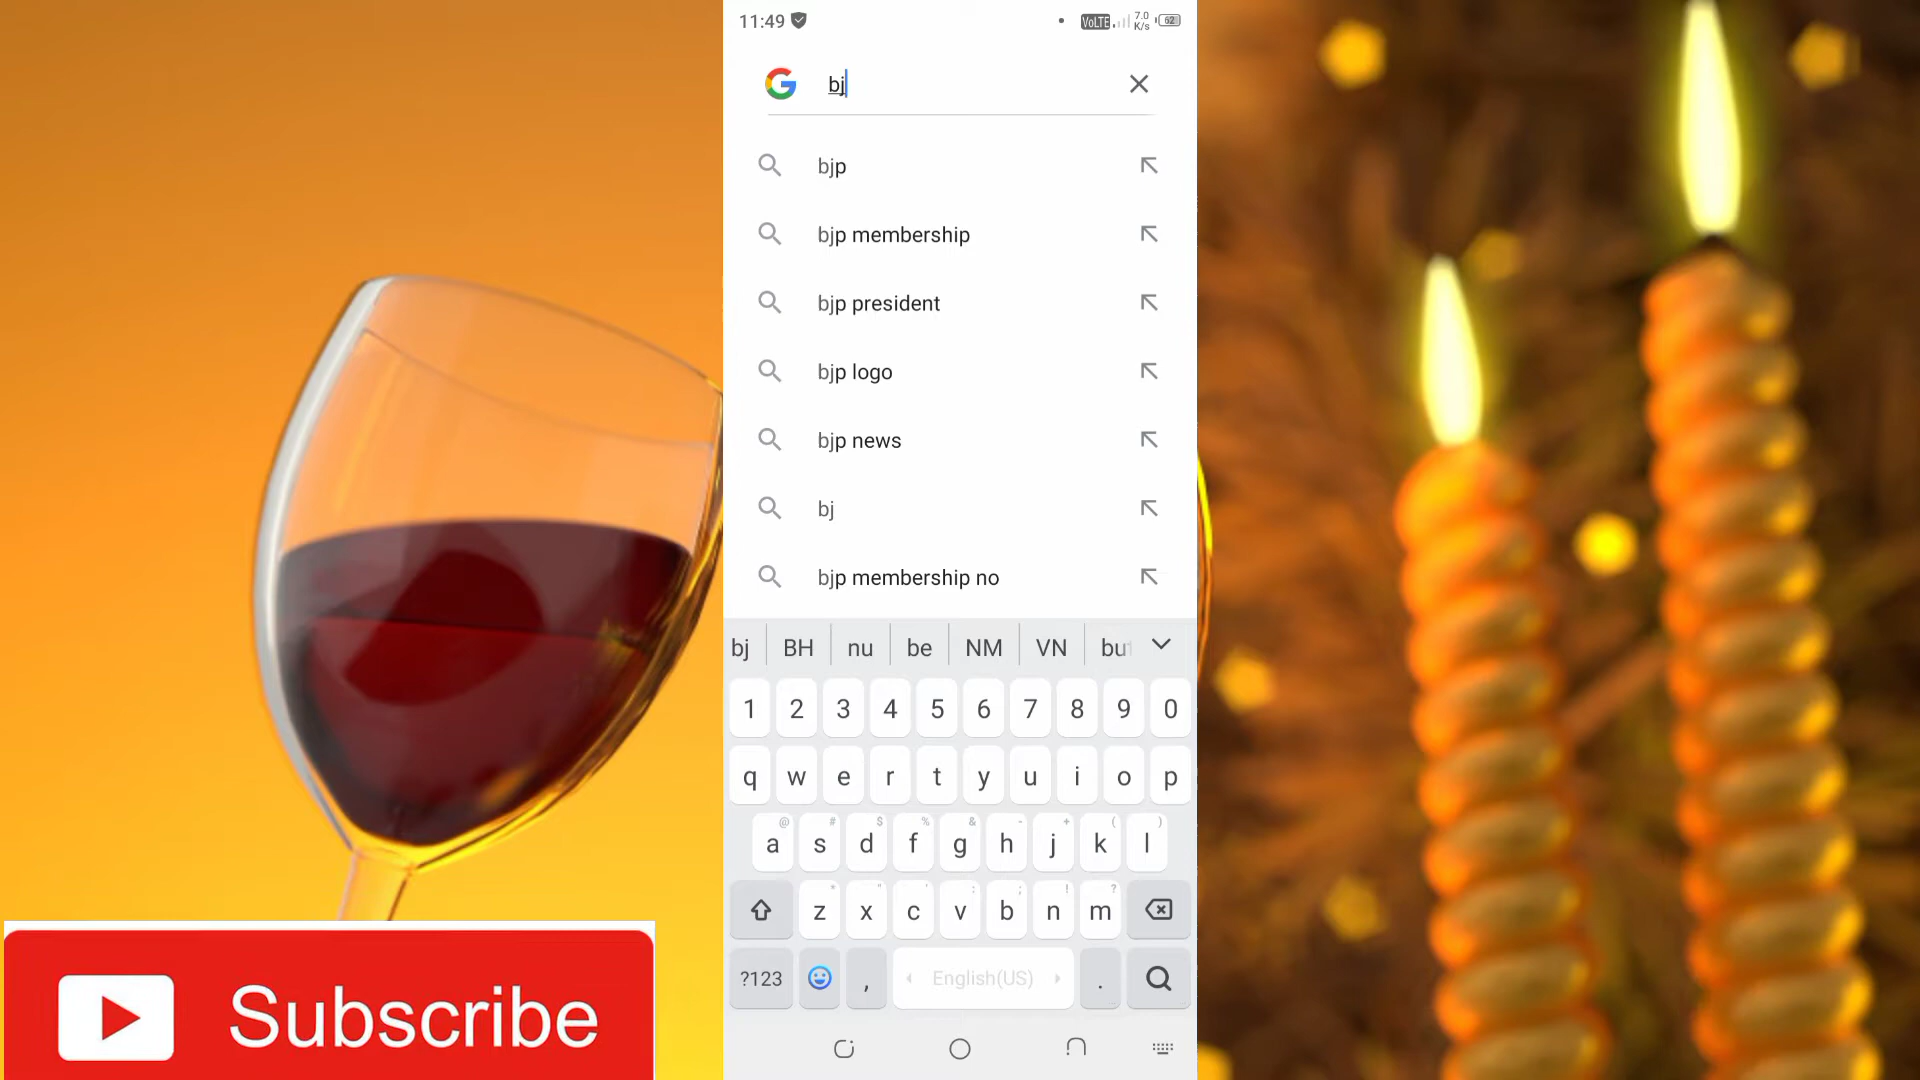 11:49 VoLTE 7.0 K/s 62
bj
bjp
bjp membership
bjp president
bjp logo
bjp news
bj
bjp membership no
bj BH nu be NM VN bu
1 2 3 4 5 6 7 8 9 0
q w e r t y u i o p
@ # $ % & - + ( )
a s d f g h j k l
* " ' : ; ! ?
z x c v b n m
?123 , English(US) .
Subscribe